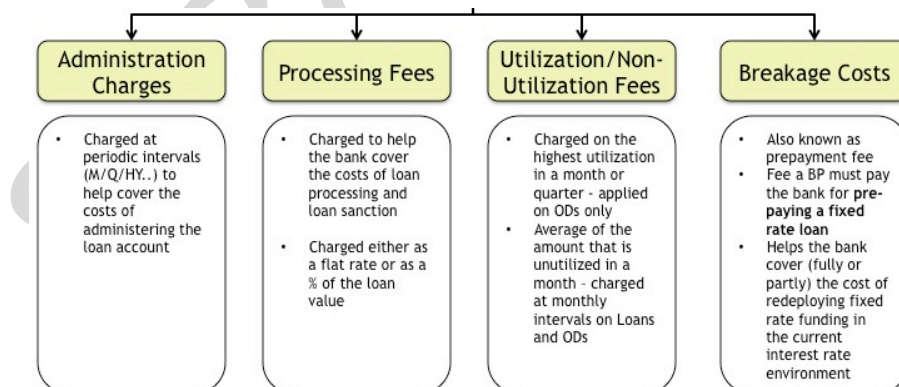 Administration
Charges
• Charged at
periodic intervals
(M/Q/HY..) to
help cover the
costs of
administering the
loan account
Processing Fees
• Charged to help
the bank cover
the costs of loan
processing and
loan sanction
• Charged either as
a flat rate or as a
% of the loan
value
Utilization/Non-
Utilization Fees
• Charged on the
highest utilization
in a month or
quarter - applied
on ODs only
• Average of the
amount that is
unutilized in a
month – charged
at monthly
intervals on Loans
and ODs
Breakage Costs
• Also known as
prepayment fee
• Fee a BP must pay
the bank for pre-
paying a fixed
rate loan
• Helps the bank
cover (fully or
partly) the cost of
redeploying fixed
rate funding in
the current
interest rate
environment